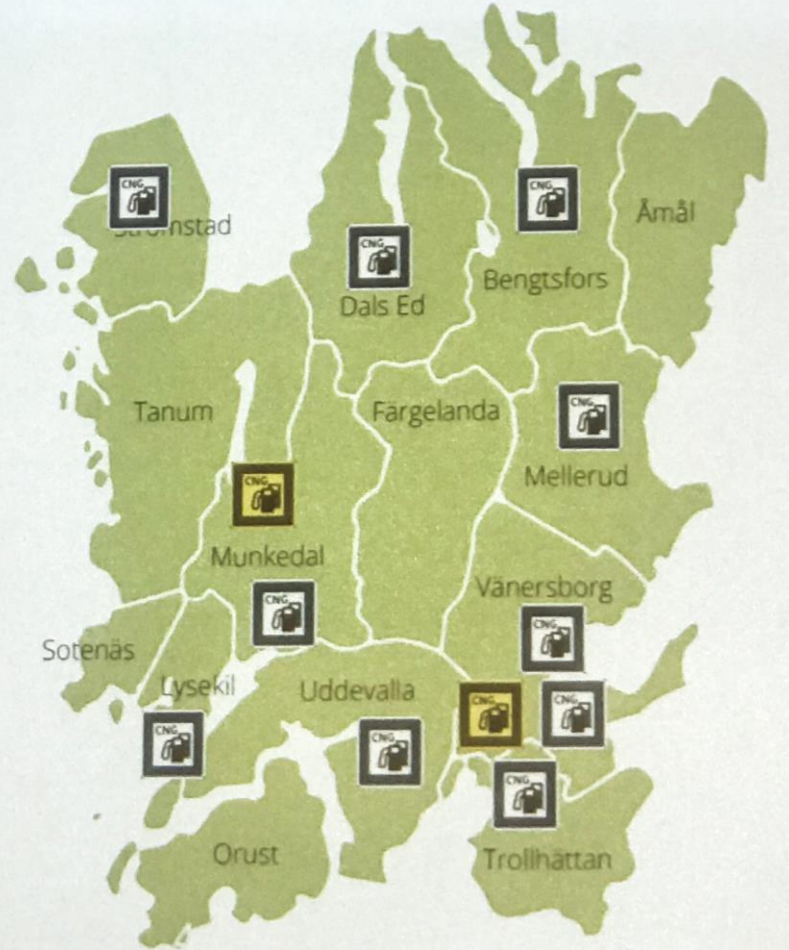 CNG
Strömstad
CNG
Åmål
CNG
Dals Ed
Bengtsfors
Tanum
Färgelanda
CNG
Mellerud
CNG
Munkedal
CNG
Vänersborg
CNG
Sotenäs
Lysekil
Uddevalla
CNG
CNG
CNG
CNG
CNG
Orust
Trollhättan